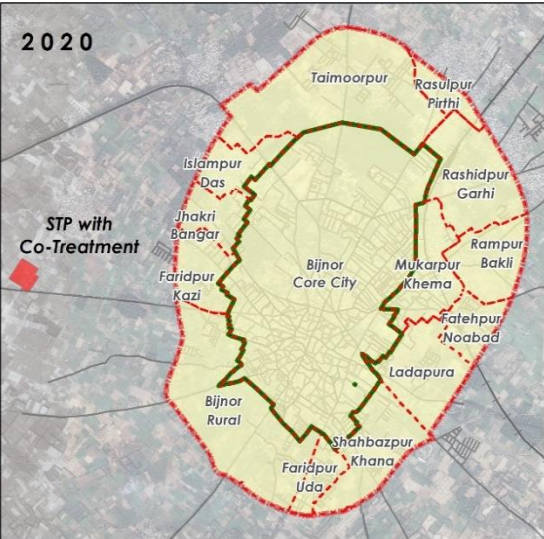 2020
Taimoorpur
Rasulpur
Pirthi
Islampur
Das
Rashidpur
Garhi
Jhakri
Bangar
STP with
Co-Treatment
Rampur
Bakli
Bijnor
Core City
Mukarpur
Khema
Faridpur
Kazi
Fatehpur
Noabad
Ladapura
Bijnor
Rural
Shahbazpur
Khana
Faridpur
Uda